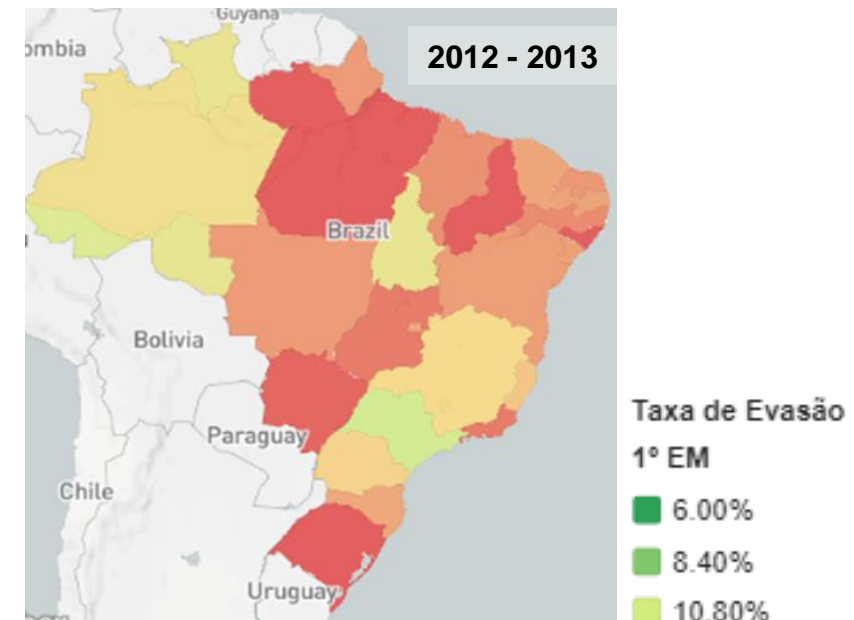 Guyana
ombia
2012 - 2013
Brazil
Bolivia
Paraguay
Chile
Uruguay
Taxa de Evasão
1º EM
6.00%
8.40%
10.80%